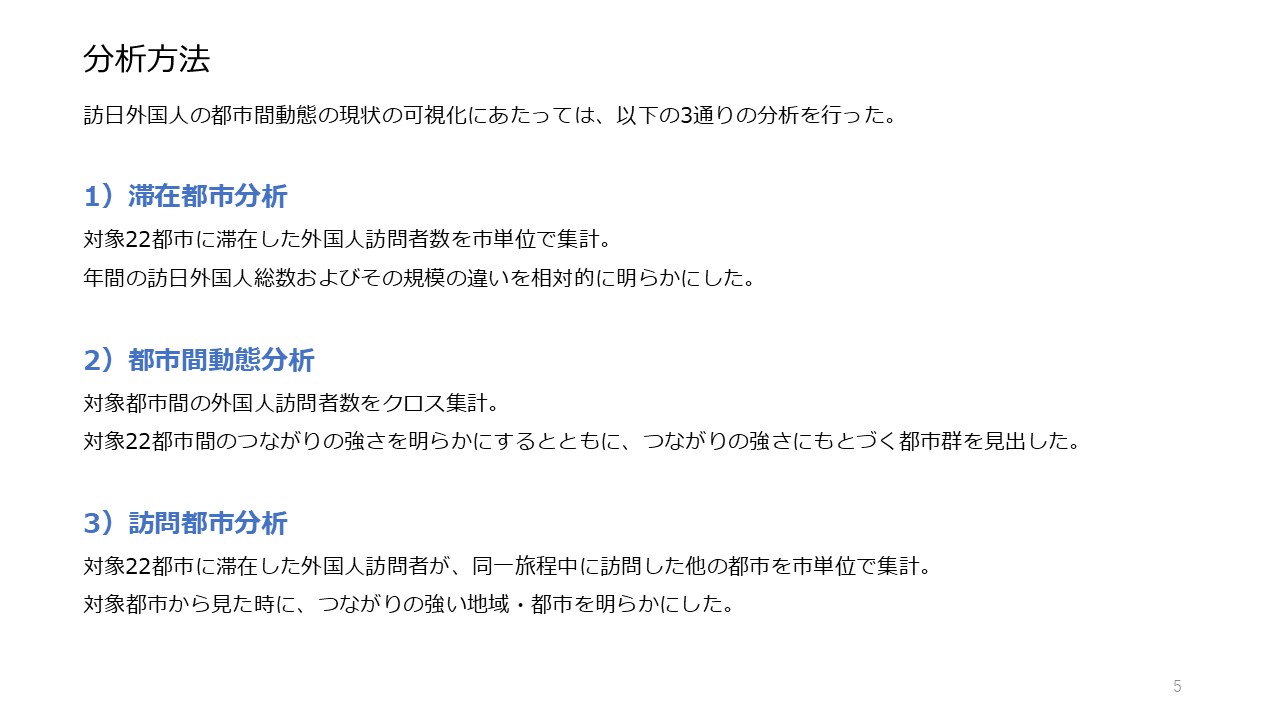 分析方法
訪日外国人の都市間動態の現状の可視化にあたっては、以下の3通りの分析を行った。
1）滞在都市分析
対象22都市に滞在した外国人訪問者数を市単位で集計。
年間の訪日外国人総数およびその規模の違いを相対的に明らかにした。
2）都市間動態分析
対象都市間の外国人訪問者数をクロス集計。
対象22都市間のつながりの強さを明らかにするとともに、つながりの強さにもとづく都市群を見出した。
3）訪問都市分析
対象22都市に滞在した外国人訪問者が、同一旅程中に訪問した他の都市を市単位で集計。
対象都市から見た時に、つながりの強い地域・都市を明らかにした。
5